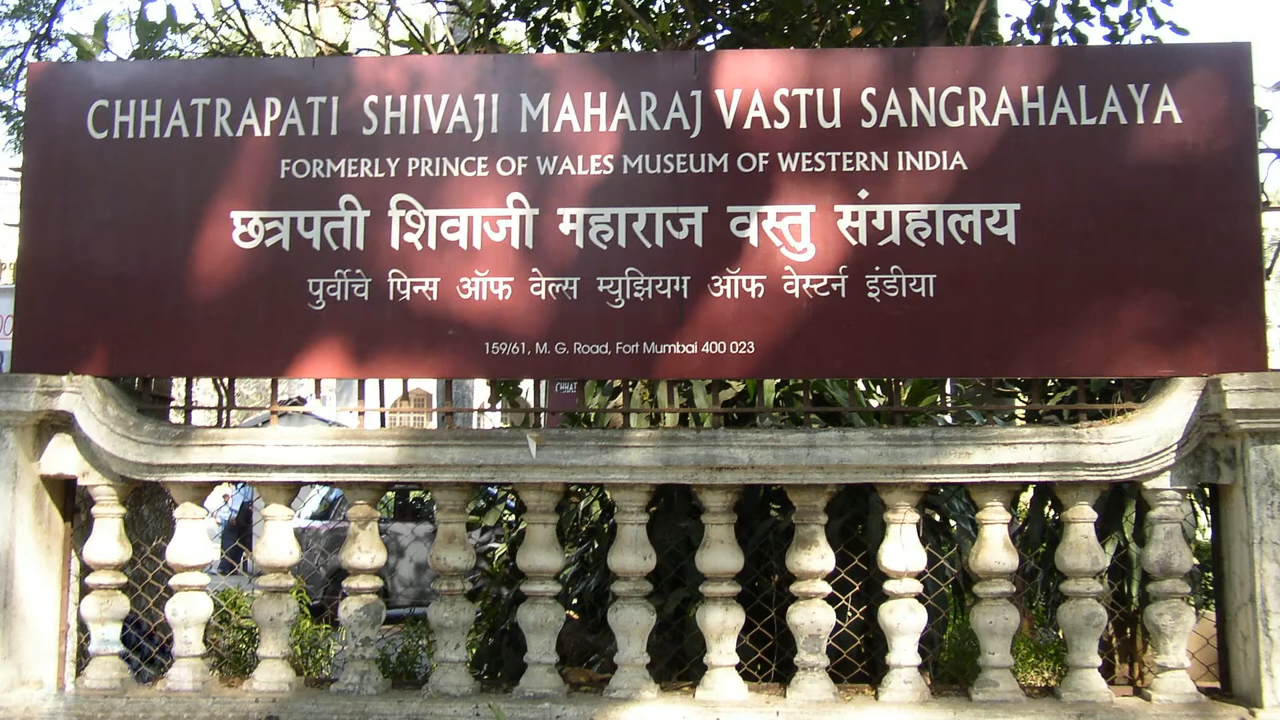 CHHATRAPATI SHIVAJI MAHARAJ VASTU SANGRAHALAYA
FORMERLY PRINCE OF WALES MUSEUM OF WESTERN INDIA
छत्रपती शिवाजी महाराज वस्तु संग्रहालय
पुर्वीचे प्रिन्स ऑफ वेल्स म्युझियम ऑफ वेस्टर्न इंडीया
159/61, M. G. Road, Fort Mumbai 400 023
CHHAT